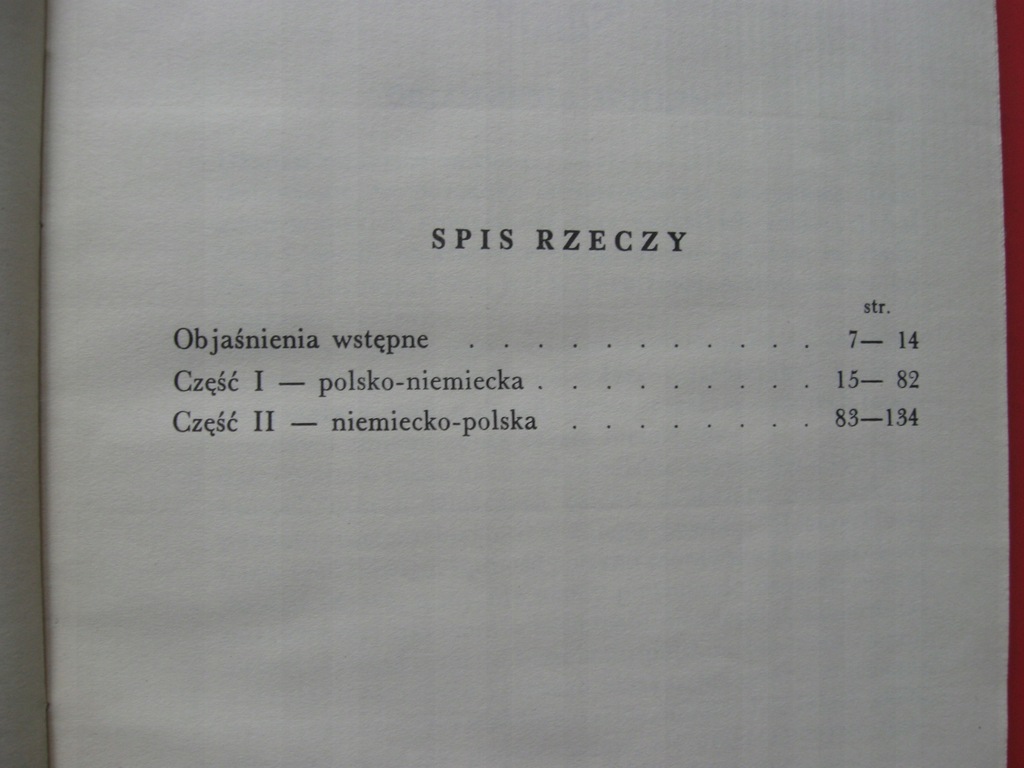 SPIS RZECZY
str.
Objaśnienia wstępne . . . . . . . . . . . 7— 14
Część I — polsko-niemiecka . . . . . . . . . 15— 82
Część II — niemiecko-polska . . . . . . . . 83—134